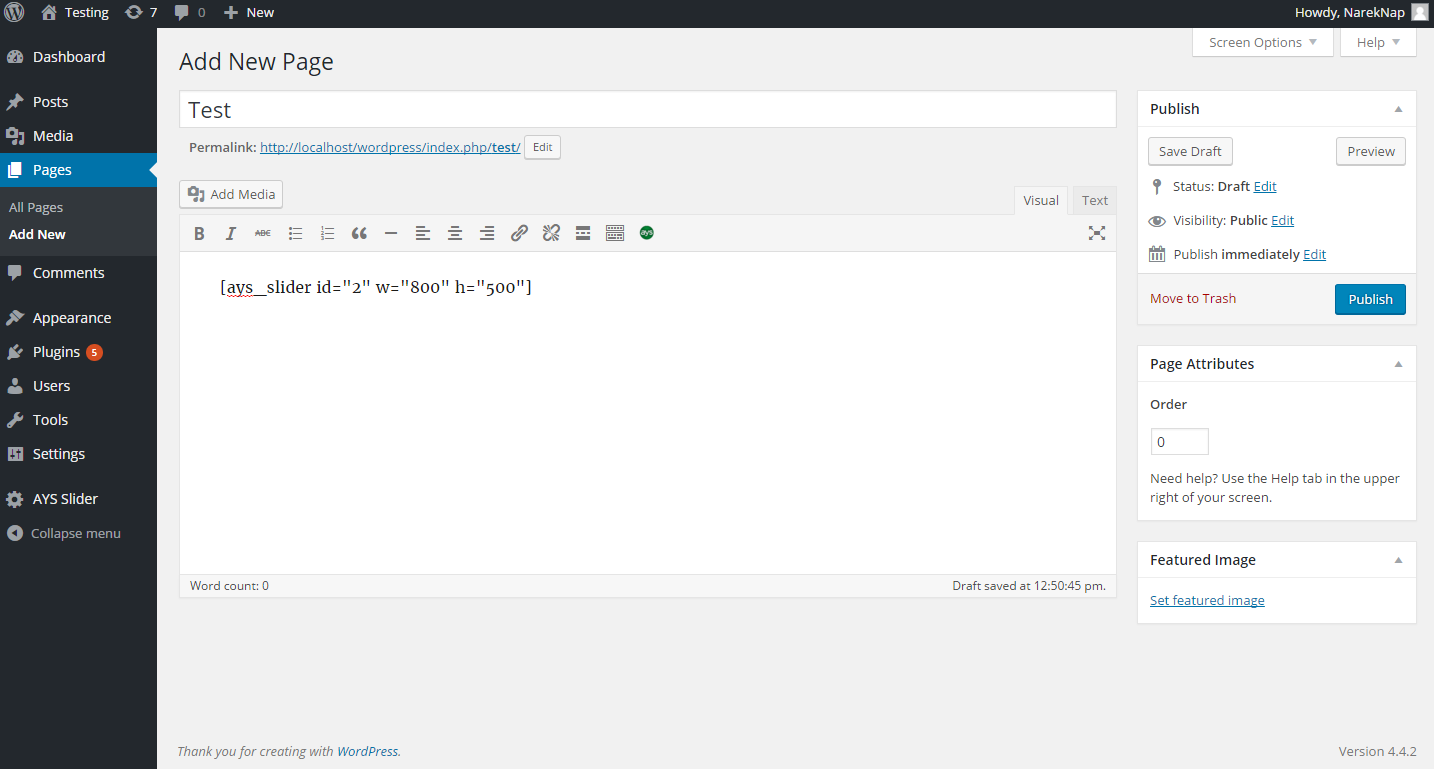 Testing 7 0 New Howdy, NarekNap
Dashboard
Posts
Media
Pages
All Pages
Add New
Comments
Appearance
Plugins 5
Users
Tools
Settings
AYS Slider
Collapse menu
Screen Options Help
Add New Page
Test
Permalink: http://localhost/wordpress/index.php/test/ Edit
Add Media
Visual Text
B I ABC ays
[ays_slider id="2" w="800" h="500"]
Word count: 0 Draft saved at 12:50:45 pm.
Publish
Save Draft Preview
Status: Draft Edit
Visibility: Public Edit
Publish immediately Edit
Move to Trash Publish
Page Attributes
Order
0
Need help? Use the Help tab in the upper
right of your screen.
Featured Image
Set featured image
Thank you for creating with WordPress. Version 4.4.2